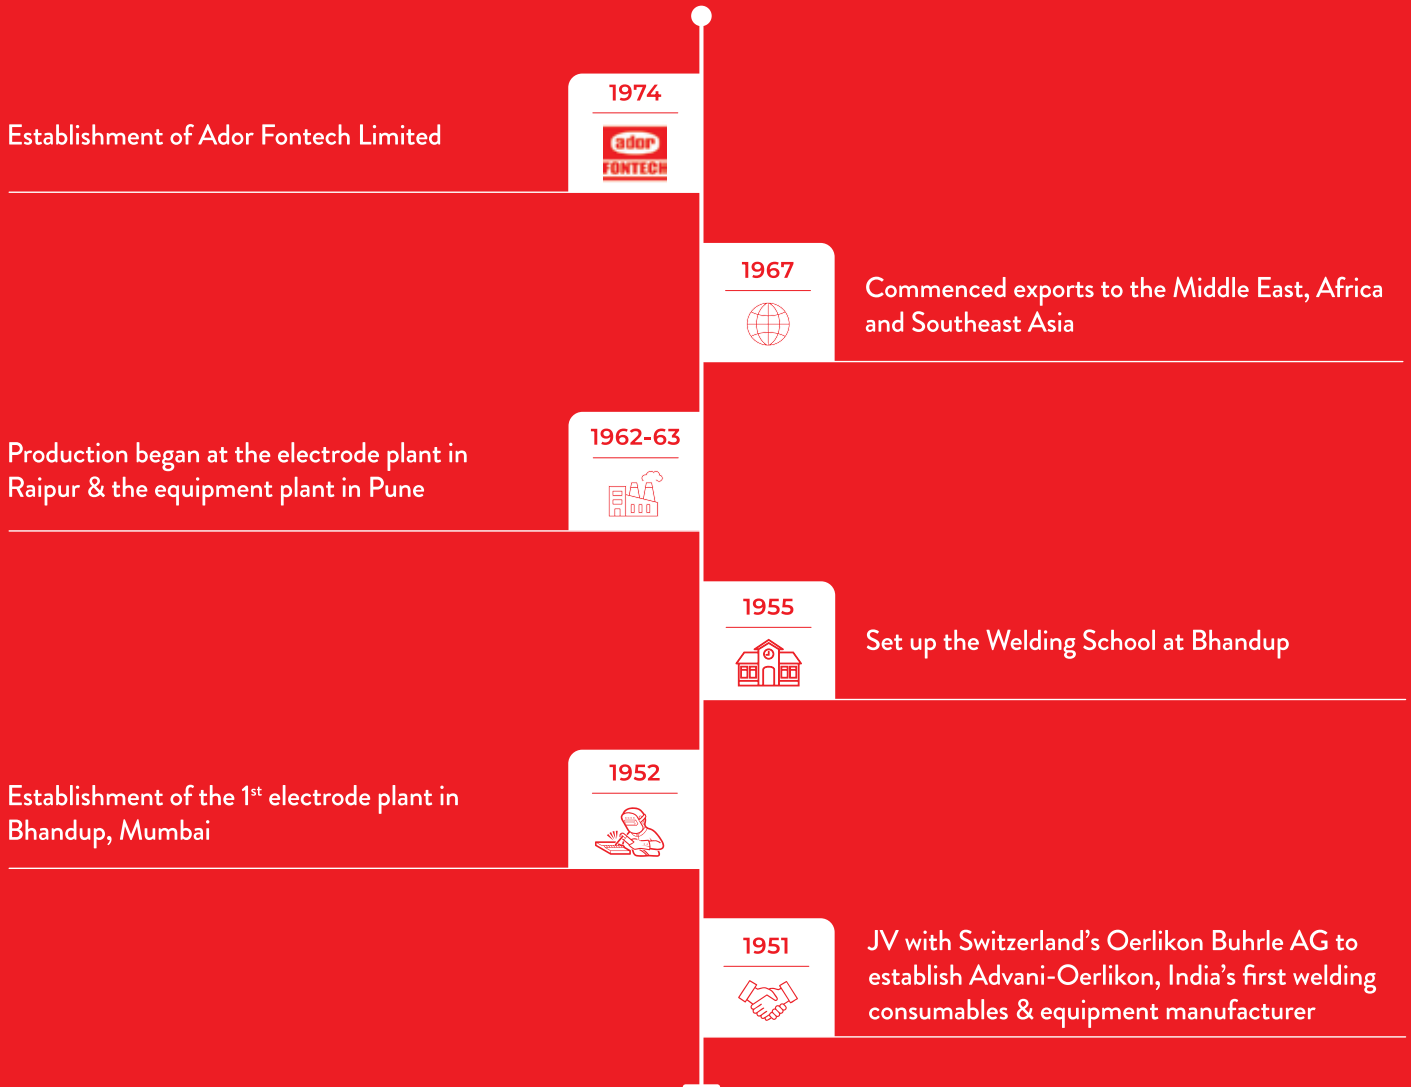 1974
ador
FONTECH
Establishment of Ador Fontech Limited
1967
Commenced exports to the Middle East, Africa
and Southeast Asia
1962-63
Production began at the electrode plant in
Raipur & the equipment plant in Pune
1955
Set up the Welding School at Bhandup
1952
Establishment of the 1st electrode plant in
Bhandup, Mumbai
1951
JV with Switzerland’s Oerlikon Buhrle AG to
establish Advani-Oerlikon, India’s first welding
consumables & equipment manufacturer